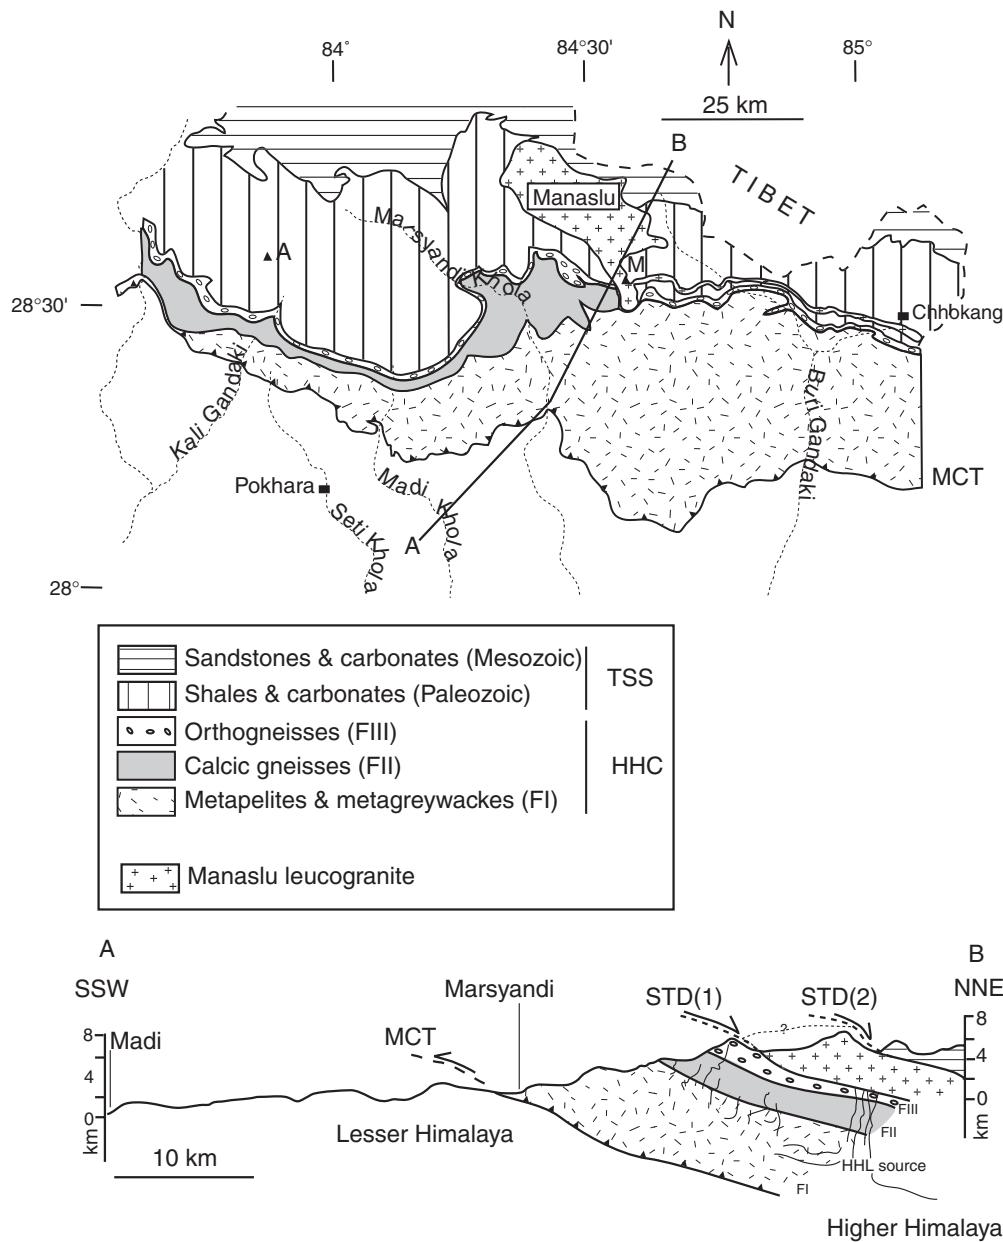 N
84°
84°30'
85°
25 km
B
TIBET
Manaslu
Marsyandi Khola
A
M
28°30'
Chhokang
Kali Gandaki
Buri Gandaki
MCT
Pokhara
Madi Khola
Seti Khola
A
28°
Sandstones & carbonates (Mesozoic)
TSS
Shales & carbonates (Paleozoic)
Orthogneisses (FIII)
Calcic gneisses (FII)
HHC
Metapelites & metagreywackes (FI)
Manaslu leucogranite
A
B
SSW
Marsyandi
STD(1)
STD(2)
NNE
8
Madi
MCT
?
8
4
4
0
0
km
km
FIII
FII
Lesser Himalaya
10 km
HHL source
FI
Higher Himalaya